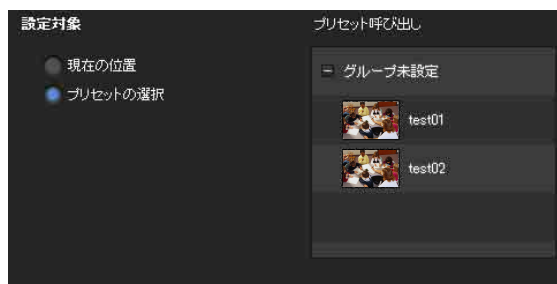 設定対象
現在の位置
プリセットの選択
プリセット呼び出し
グループ未設定
test01
test02